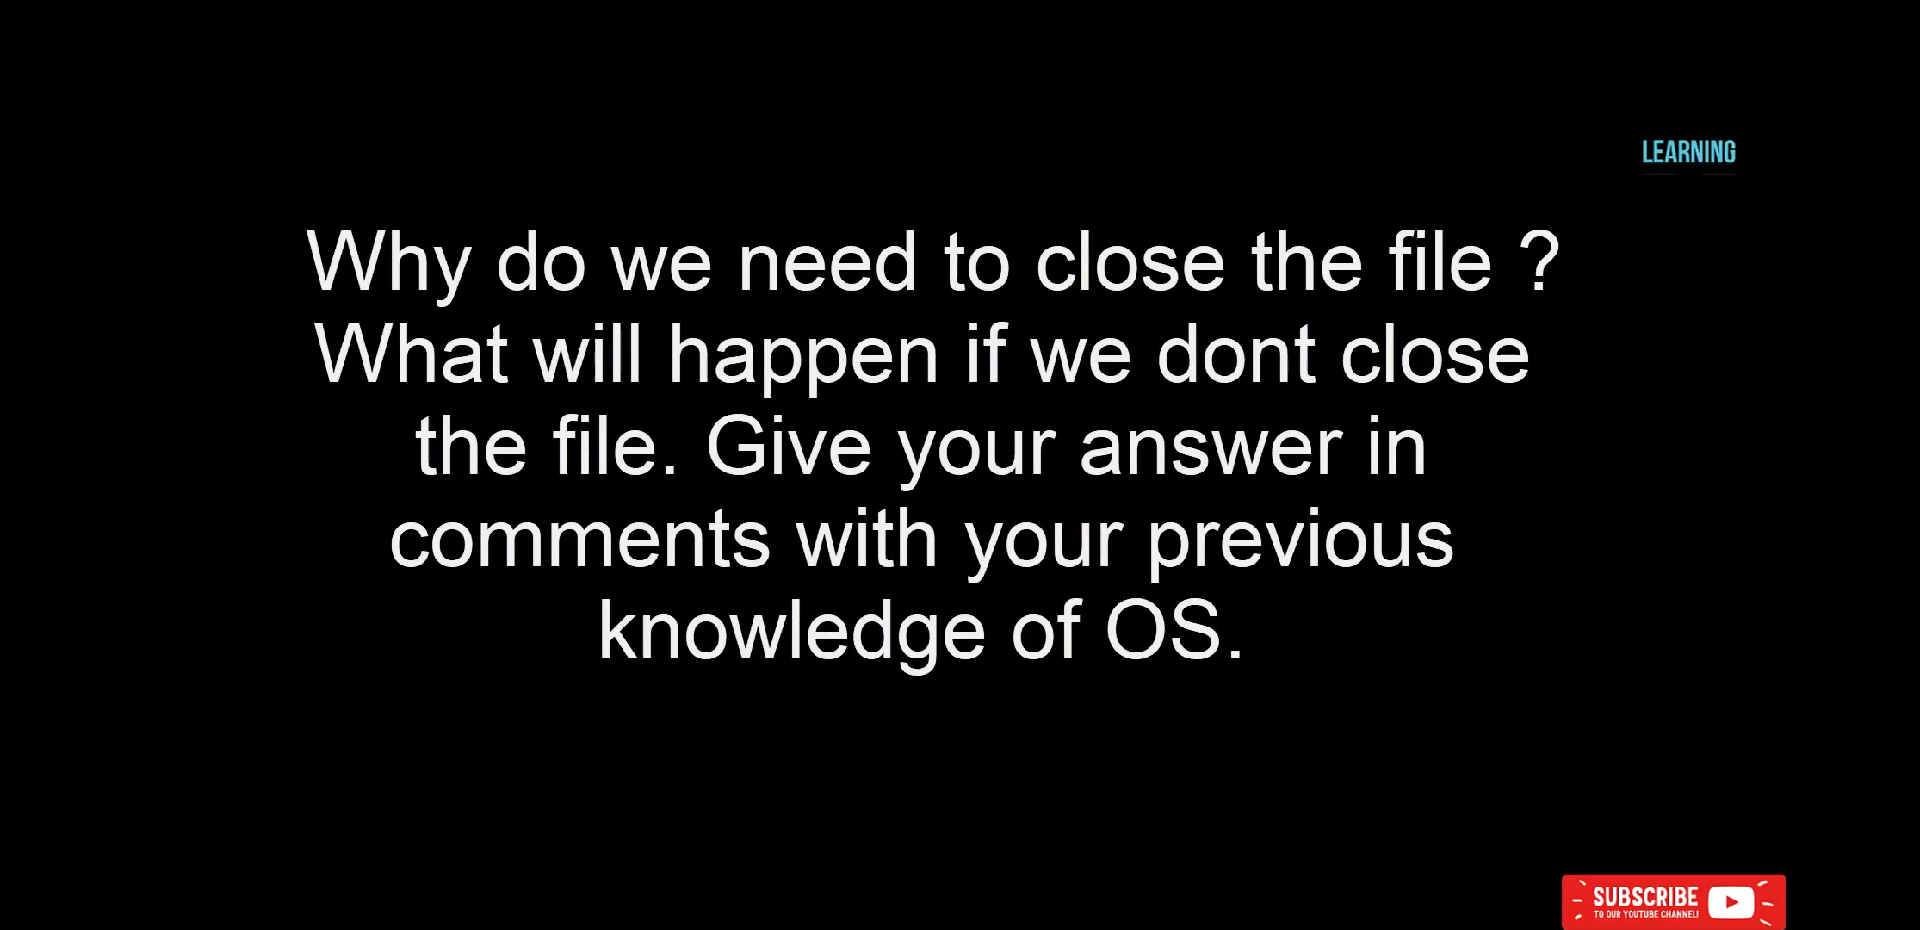 LEARNING
Why do we need to close the file ?
What will happen if we dont close
the file. Give your answer in
comments with your previous
knowledge of OS.
SUBSCRIBE
TO OUR YOUTUBE CHANNEL!